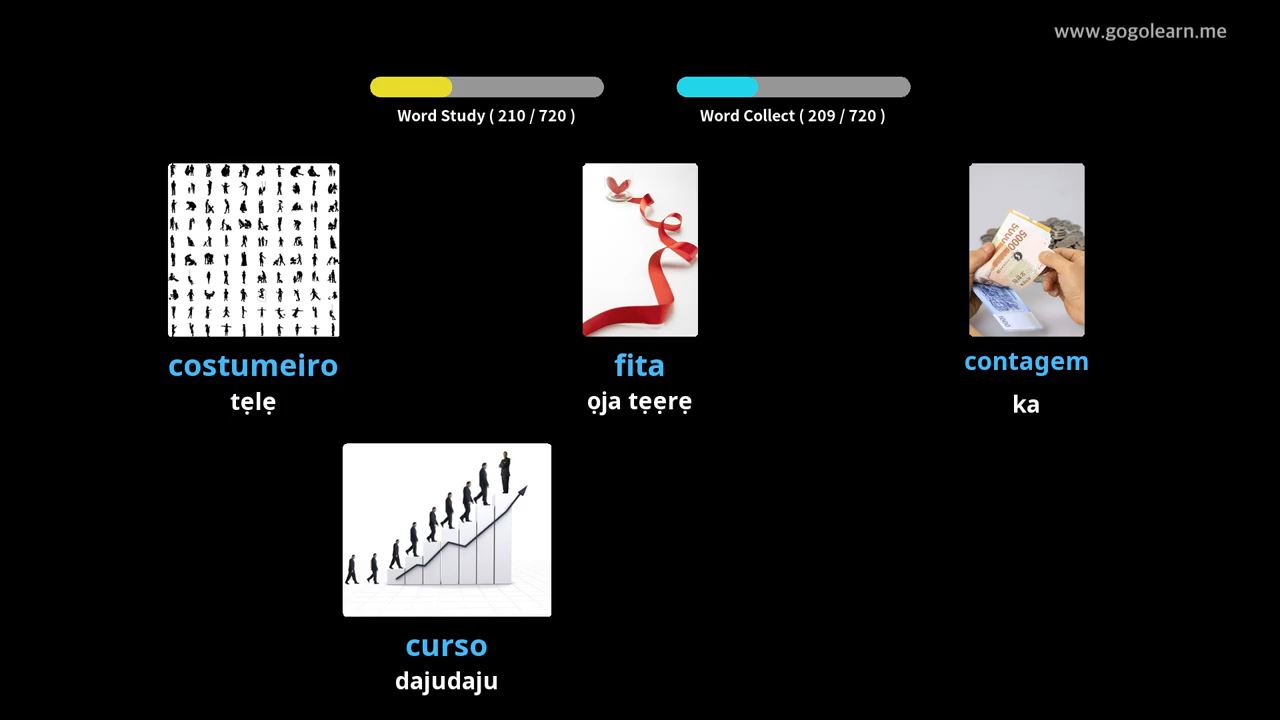 www.gogolearn.me
Word Study ( 210 / 720 )
Word Collect ( 209 / 720 )
costumeiro
tẹlẹ
fita
ọja tẹẹrẹ
contagem
ka
curso
dajudaju